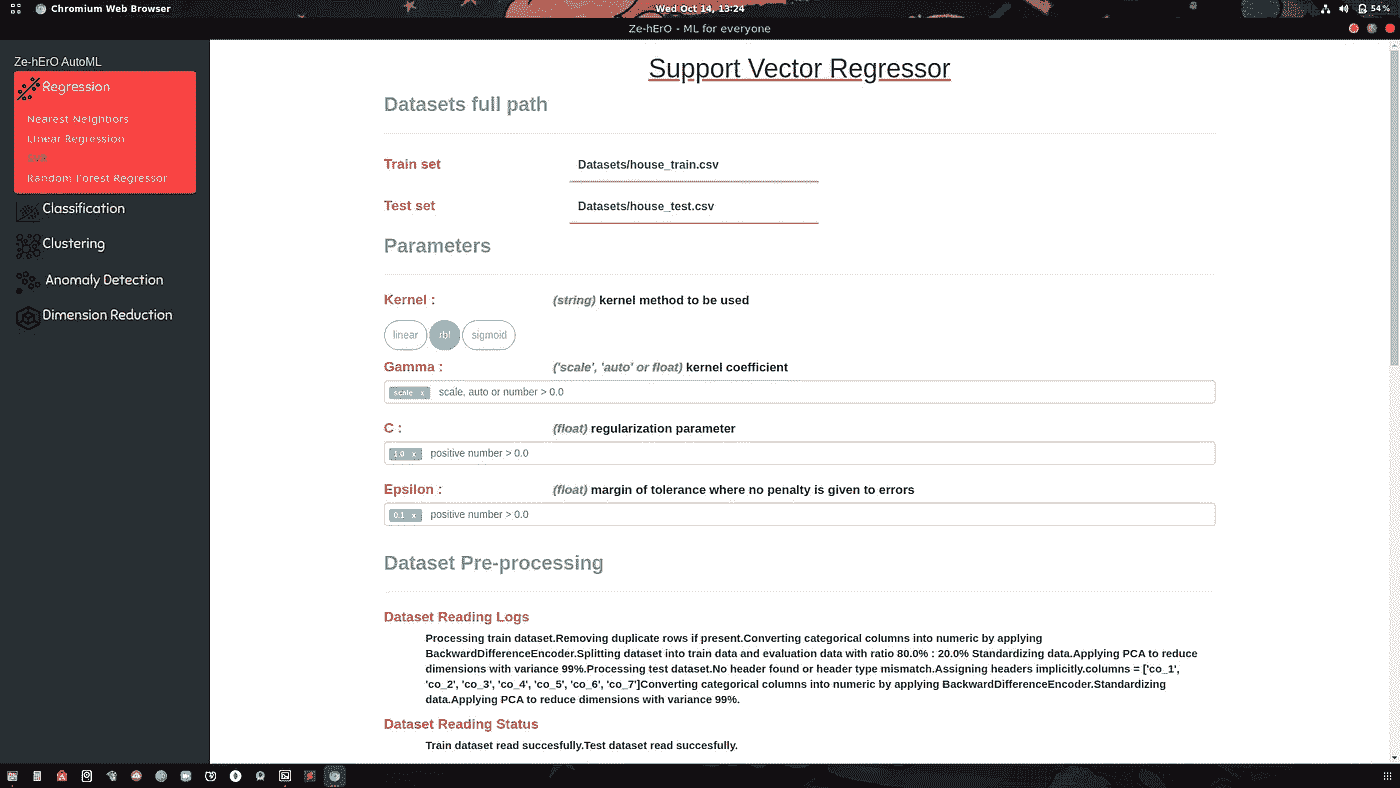 Chromium Web Browser
Wed Oct 14, 13:24
54 %
Ze-hErO - ML for everyone
Ze-hErO AutoML
Regression
Nearest Neighbors
Linear Regression
Random Forest Regressor
Classification
Clustering
Anomaly Detection
Dimension Reduction
Support Vector Regressor
Datasets full path
Train set Datasets/house_train.csv
Test set Datasets/house_test.csv
Parameters
Kernel : (string) kernel method to be used
linear rbf sigmoid
Gamma : ('scale', 'auto' or float) kernel coefficient
scale x scale, auto or number > 0.0
C : (float) regularization parameter
1.0 x positive number > 0.0
Epsilon : (float) margin of tolerance where no penalty is given to errors
0.1 x positive number > 0.0
Dataset Pre-processing
Dataset Reading Logs
Processing train dataset.Removing duplicate rows if present.Converting categorical columns into numeric by applying
BackwardDifferenceEncoder.Splitting dataset into train data and evaluation data with ratio 80.0% : 20.0% Standardizing data.Applying PCA to reduce
dimensions with variance 99%.Processing test dataset.No header found or header type mismatch.Assigning headers implicitly.columns = ['co_1',
'co_2', 'co_3', 'co_4', 'co_5', 'co_6', 'co_7']Converting categorical columns into numeric by applying BackwardDifferenceEncoder.Standardizing
data.Applying PCA to reduce dimensions with variance 99%.
Dataset Reading Status
Train dataset read succesfully.Test dataset read succesfully.